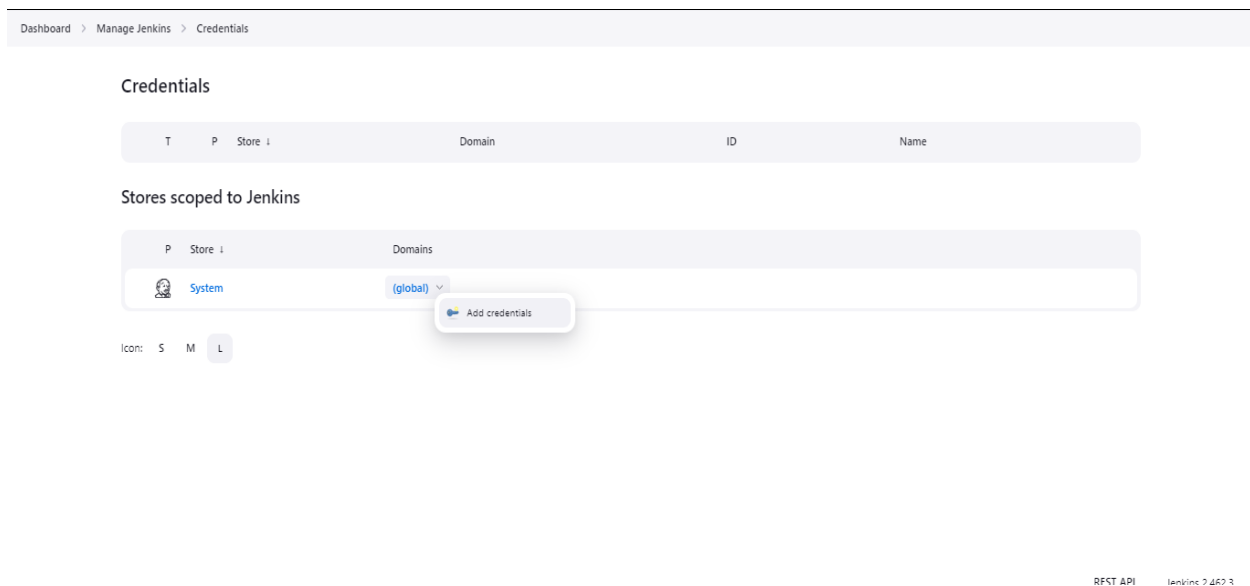 Dashboard > Manage Jenkins > Credentials
Credentials
T P Store ↓ Domain ID Name
Stores scoped to Jenkins
P Store ↓ Domains
System (global)
Add credentials
Icon: S M L
REST API Jenkins 2.462.3